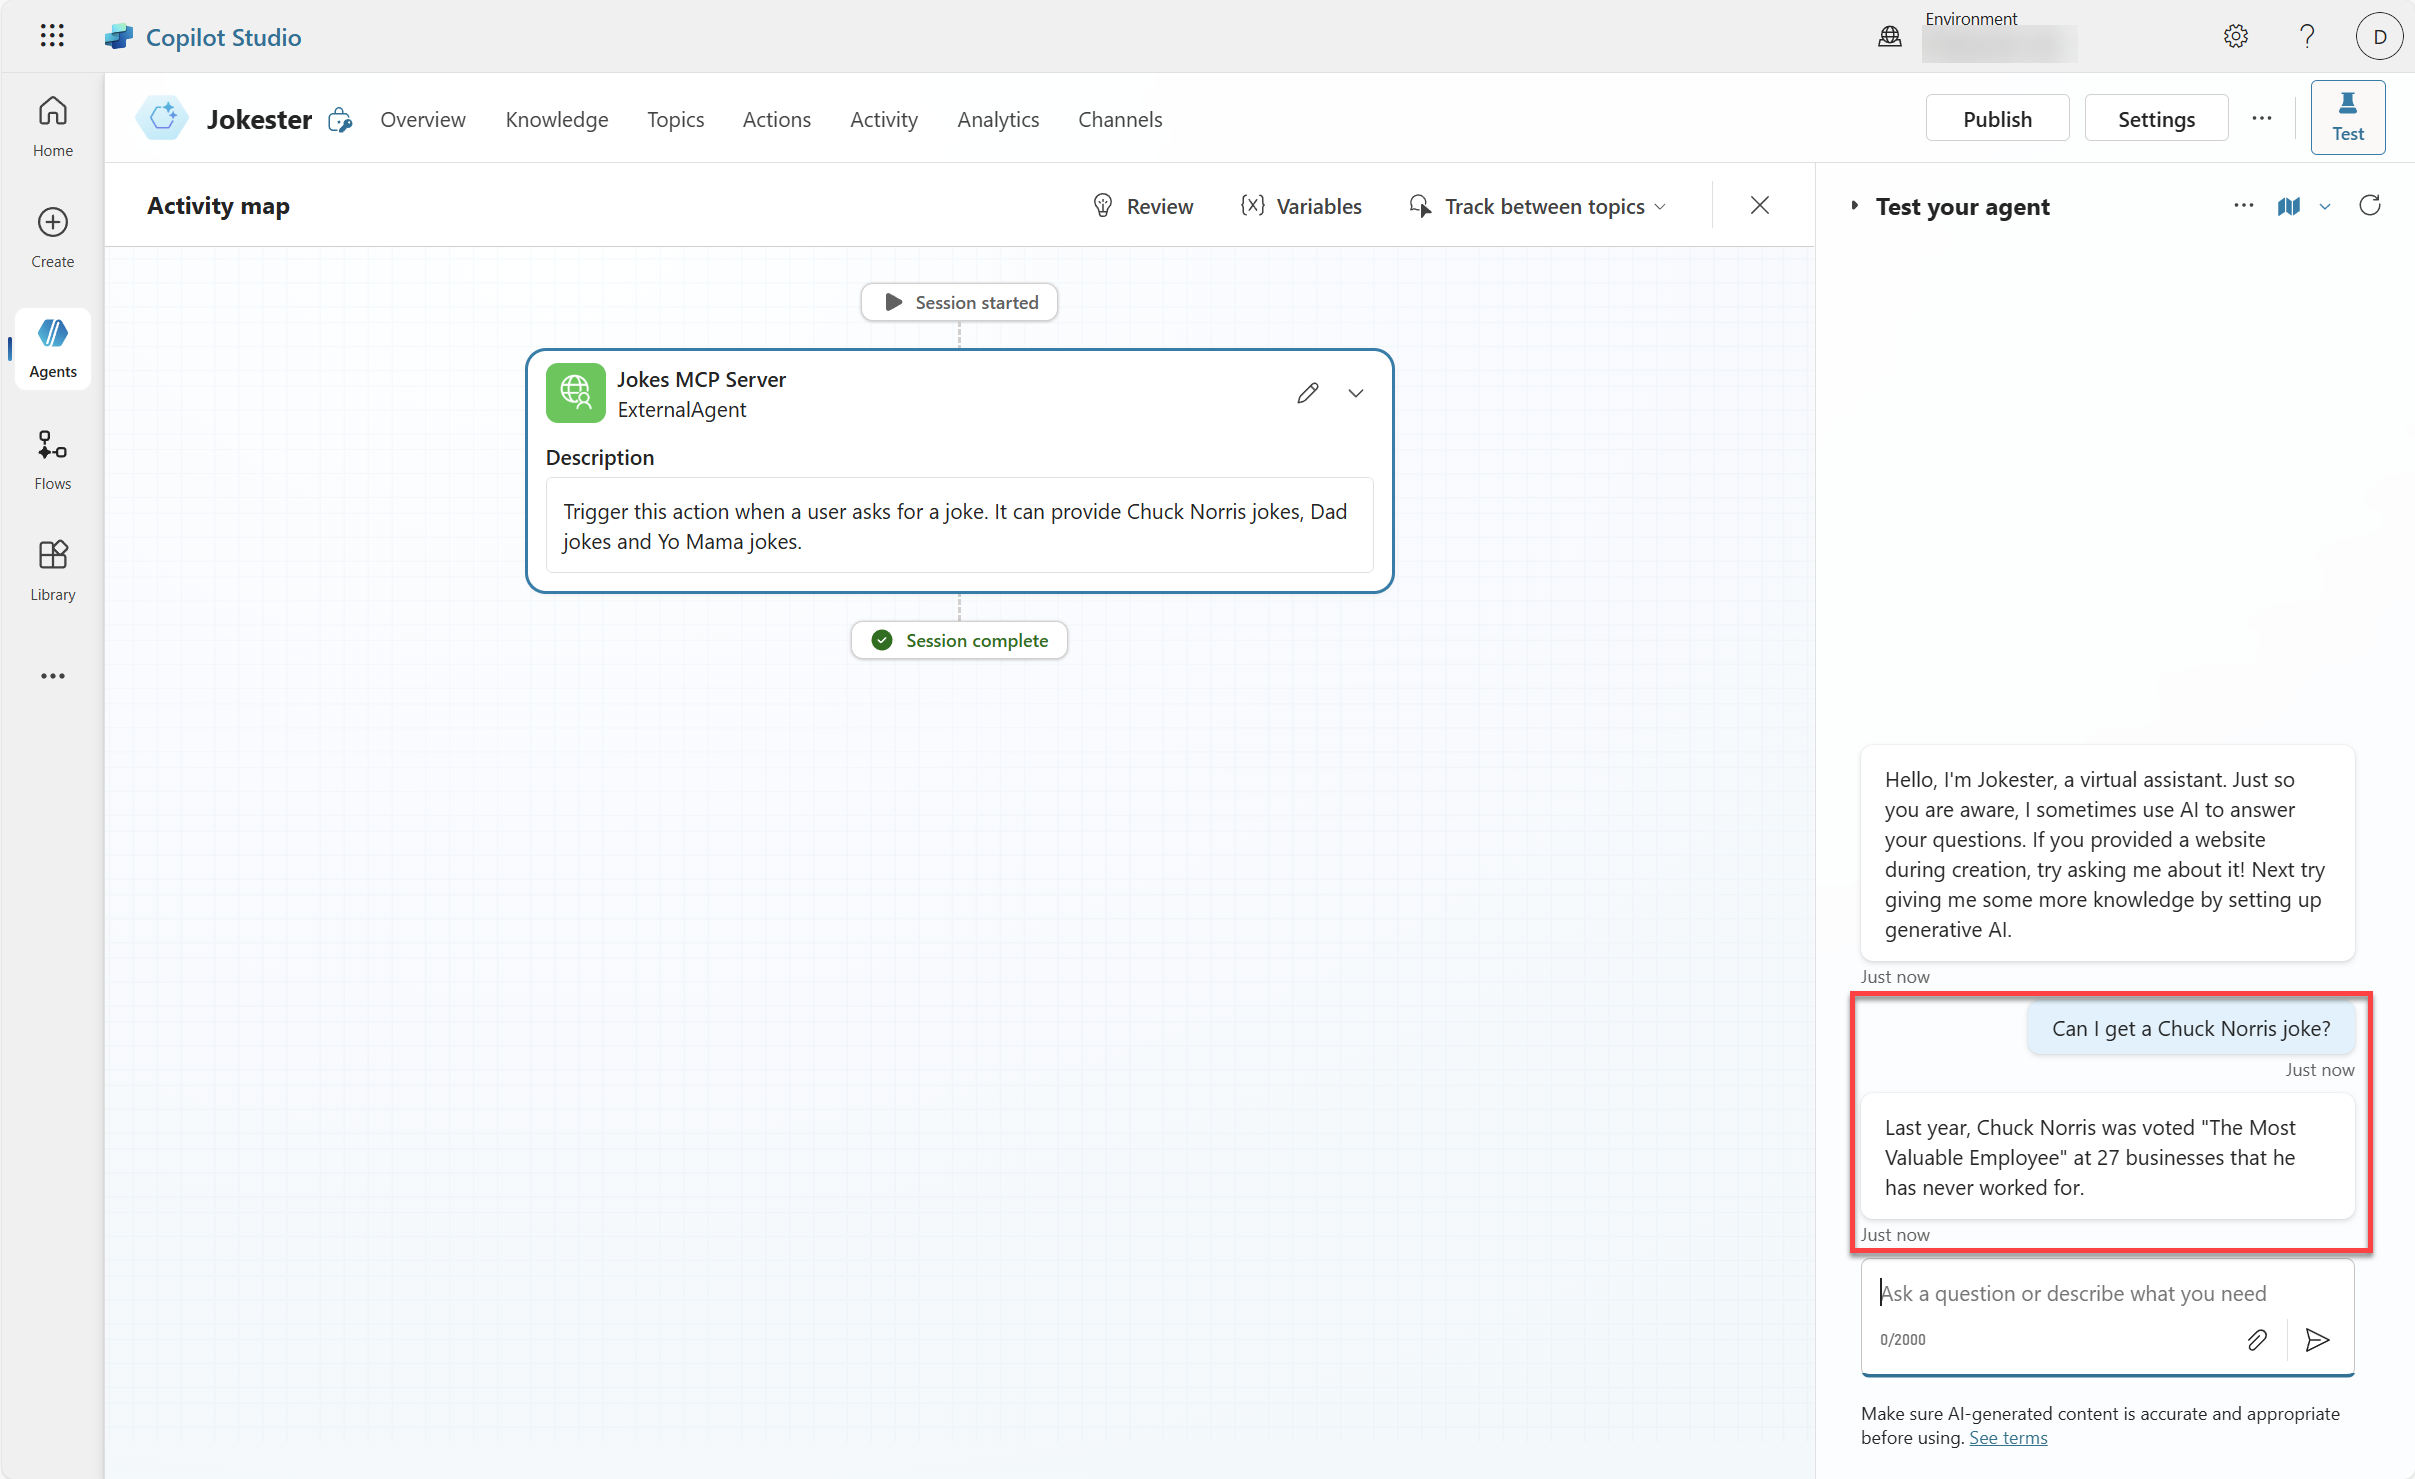 Copilot Studio
Environment
D
Home
Create
Agents
Flows
Library
Jokester
Overview
Knowledge
Topics
Actions
Activity
Analytics
Channels
Publish
Settings
Test
Activity map
Review
Variables
Track between topics
Session started
Jokes MCP Server
ExternalAgent
Description
Trigger this action when a user asks for a joke. It can provide Chuck Norris jokes, Dad
jokes and Yo Mama jokes.
Session complete
Test your agent
Hello, I'm Jokester, a virtual assistant. Just so
you are aware, I sometimes use AI to answer
your questions. If you provided a website
during creation, try asking me about it! Next try
giving me some more knowledge by setting up
generative AI.
Just now
Can I get a Chuck Norris joke?
Just now
Last year, Chuck Norris was voted "The Most
Valuable Employee" at 27 businesses that he
has never worked for.
Just now
Ask a question or describe what you need
0/2000
Make sure AI-generated content is accurate and appropriate
before using. See terms